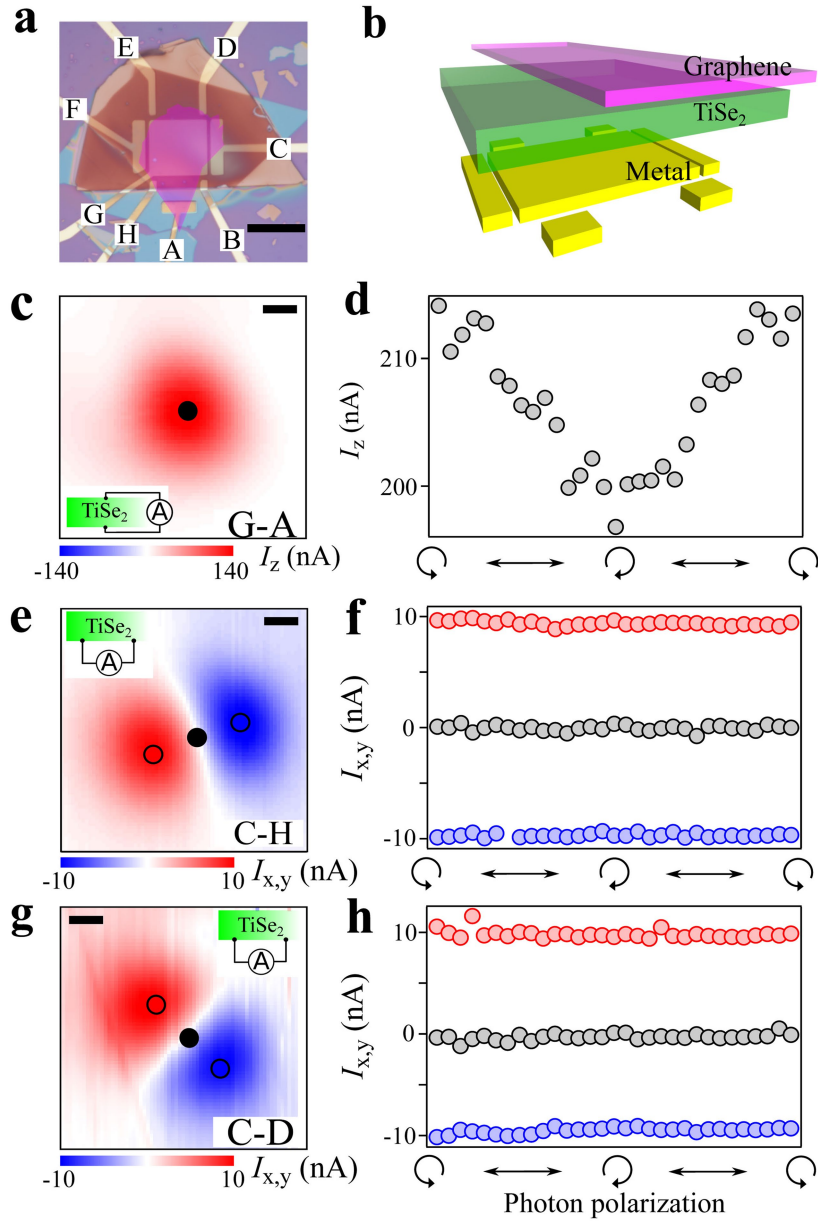 a
E
D
F
C
G
H
A
B
b
Graphene
TiSe2
Metal
c
TiSe2
A
G-A
-140
140
Iz (nA)
d
Iz (nA)
210
200
e
TiSe2
A
C-H
-10
10
Ix,y (nA)
f
Ix,y (nA)
10
0
-10
g
TiSe2
A
C-D
-10
10
Ix,y (nA)
h
Ix,y (nA)
10
0
-10
Photon polarization